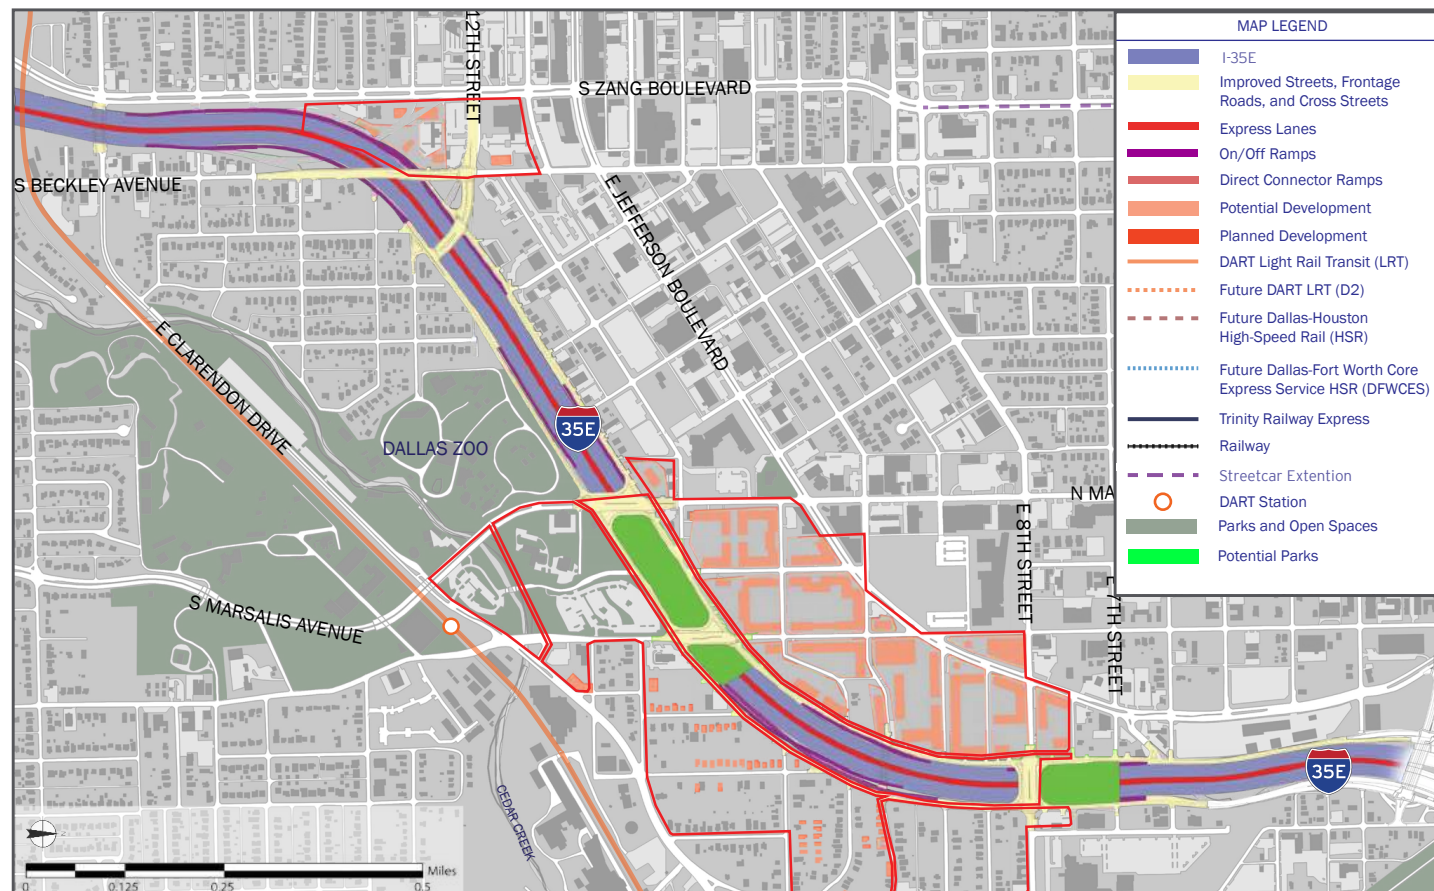 12TH STREET
S ZANG BOULEVARD
S BECKLEY AVENUE
E JEFFERSON BOULEVARD
E CLARENDON DRIVE
DALLAS ZOO
35E
S MARSALIS AVENUE
N MA
E 8TH STREET
E 7TH STREET
35E
CEDAR CREEK
MAP LEGEND
I-35E
Improved Streets, Frontage
Roads, and Cross Streets
Express Lanes
On/Off Ramps
Direct Connector Ramps
Potential Development
Planned Development
DART Light Rail Transit (LRT)
Future DART LRT (D2)
Future Dallas-Houston
High-Speed Rail (HSR)
Future Dallas-Fort Worth Core
Express Service HSR (DFWCES)
Trinity Railway Express
Railway
Streetcar Extention
DART Station
Parks and Open Spaces
Potential Parks
Miles
0 0.125 0.25 0.5